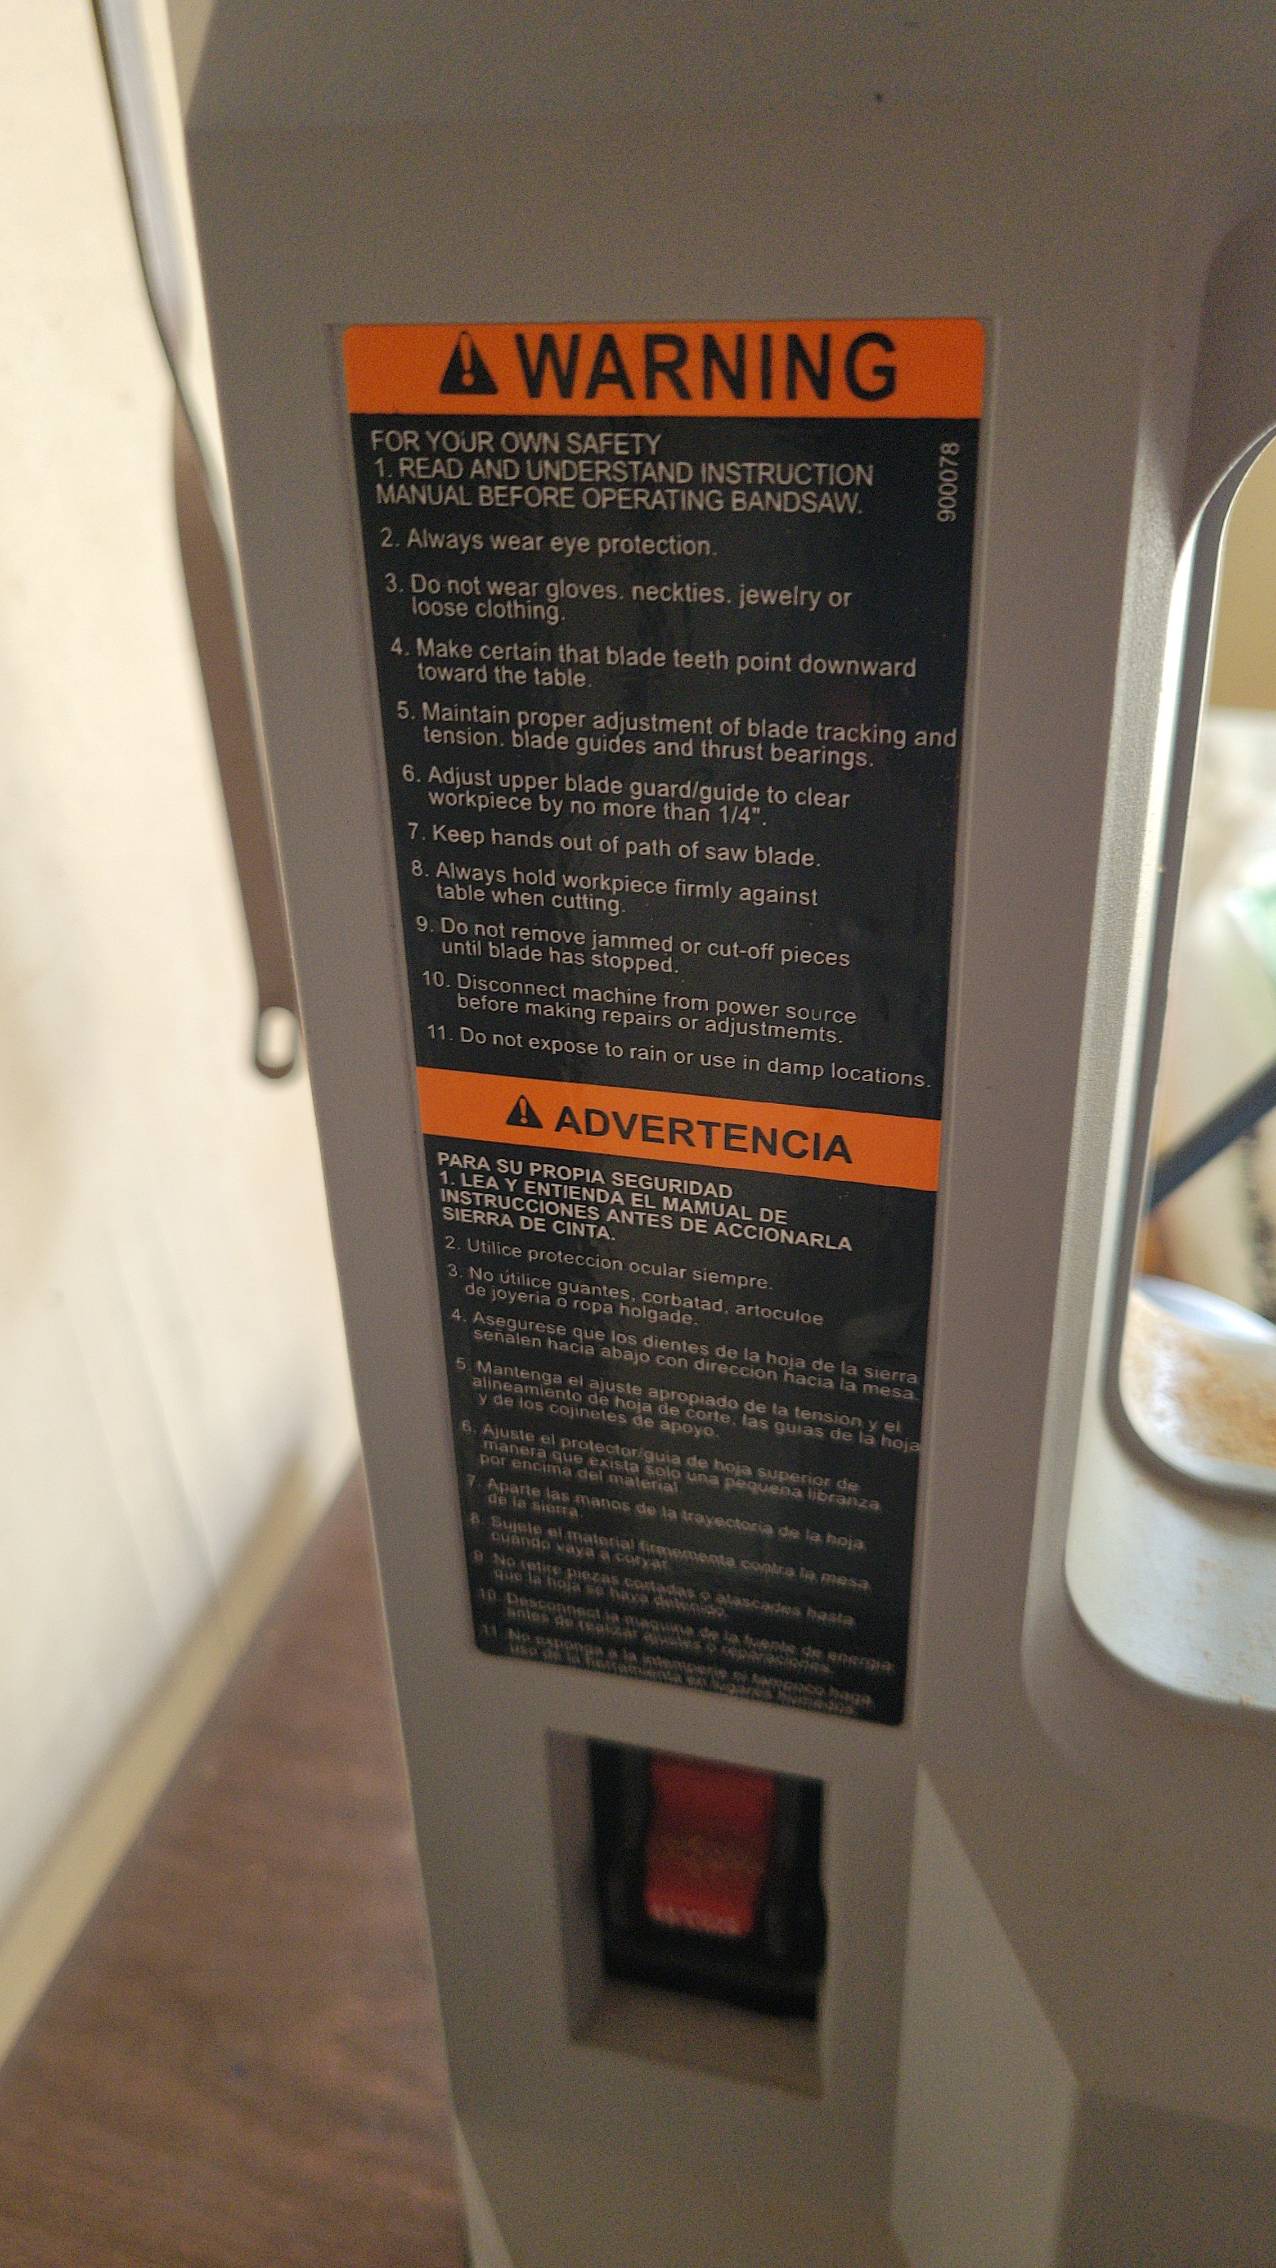 WARNING
FOR YOUR OWN SAFETY
1. READ AND UNDERSTAND INSTRUCTION
MANUAL BEFORE OPERATING BANDSAW.
900078
2. Always wear eye protection.
3. Do not wear gloves. neckties. jewelry or
loose clothing.
4. Make certain that blade teeth point downward
toward the table.
5. Maintain proper adjustment of blade tracking and
tension. blade guides and thrust bearings.
6. Adjust upper blade guard/guide to clear
workpiece by no more than 1/4".
7. Keep hands out of path of saw blade.
8. Always hold workpiece firmly against
table when cutting.
9. Do not remove jammed or cut-off pieces
until blade has stopped.
10. Disconnect machine from power source
before making repairs or adjustmemts.
11. Do not expose to rain or use in damp locations.
ADVERTENCIA
PARA SU PROPIA SEGURIDAD
1. LEA Y ENTIENDA EL MAMUAL DE
INSTRUCCIONES ANTES DE ACCIONARLA
SIERRA DE CINTA.
2. Utilice proteccion ocular siempre.
3. No útilice guantes, corbatad, artoculoe
de joyeria o ropa holgade.
4. Asegurese que los dientes de la hoja de la sierra
señalen hacia abajo con direccion hacia la mesa.
5. Mantenga el ajuste apropiado de la tension y el
alineamiento de hoja de corte, las guias de la hoja
y de los cojinetes de apoyo.
6. Ajuste el protector/guia de hoja superior de
manera que exista solo una pequena libranza
por encima del material
7. Aparte las manos de la trayectoria de la hoja
de la sierra.
8. Sujete el material firmementa contra la mesa
cuando vaya a
9. No retire piezas cortadas o atascades hasta
que la hoja se haya detenido.
10. Desconnect la maquina de la fuente de energia
antes de realizar o reparaciones.
11. No exponga a la intemperie ni tampoco haga
uso de la herramienta en lugares